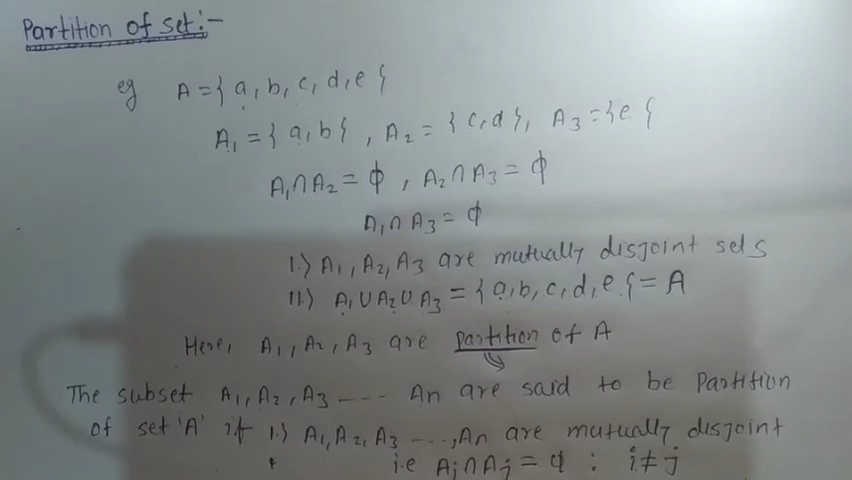 Partition of set:-
eg A = { a, b, c, d, e }
A₁ = { a, b }, A₂ = { c, d }, A₃ = { e }
A₁ ∩ A₂ = ϕ, A₂ ∩ A₃ = ϕ
A₁ ∩ A₃ = ϕ
I.) A₁, A₂, A₃ are mutually disjoint sets
II.) A₁ ∪ A₂ ∪ A₃ = { a, b, c, d, e } = A
Here, A₁, A₂, A₃ are partition of A
The subset A₁, A₂, A₃ ---- An are said to be Partition
of set 'A' if I.) A₁, A₂, A₃ ---, An are mutually disjoint
i.e Ai ∩ Aj = ϕ : i ≠ j